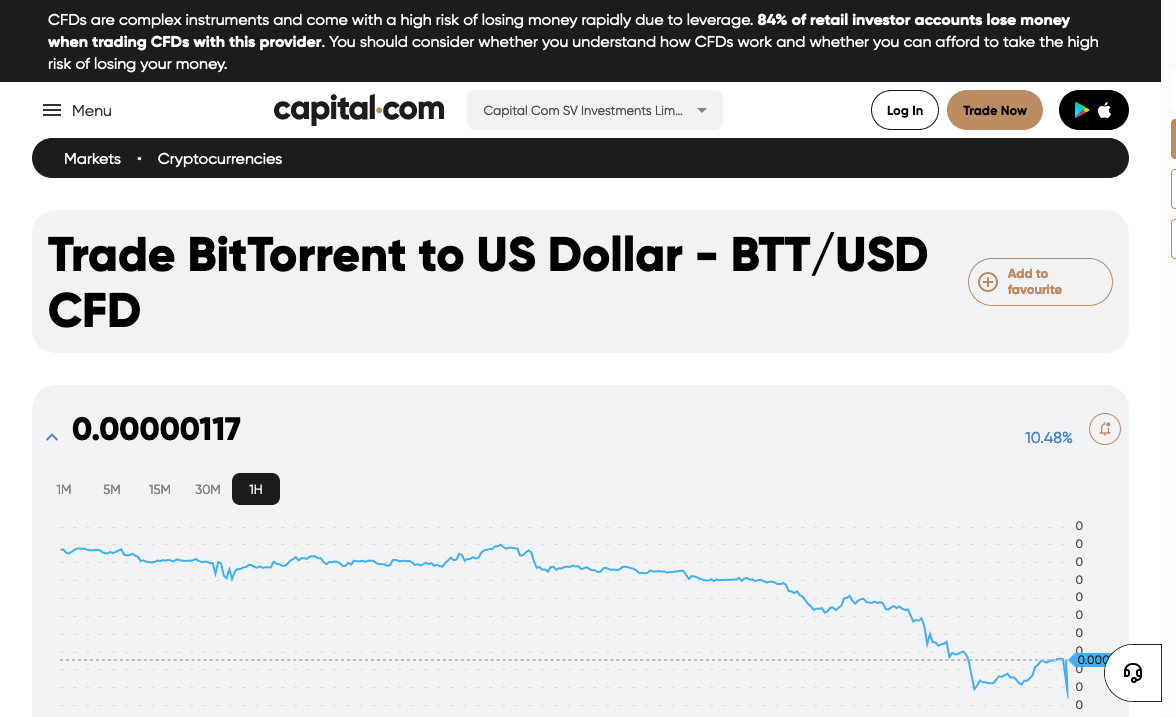 CFDs are complex instruments and come with a high risk of losing money rapidly due to leverage. 84% of retail investor accounts lose money
when trading CFDs with this provider. You should consider whether you understand how CFDs work and whether you can afford to take the high
risk of losing your money.
Menu
capital.com
Capital Com SV Investments Lim...
Log In
Trade Now
Markets • Cryptocurrencies
Trade BitTorrent to US Dollar - BTT/USD
CFD
Add to
favourite
0.00000117
10.48%
1M 5M 15M 30M 1H
0
0
0
0
0
0
0
0
0.000
0
0
0